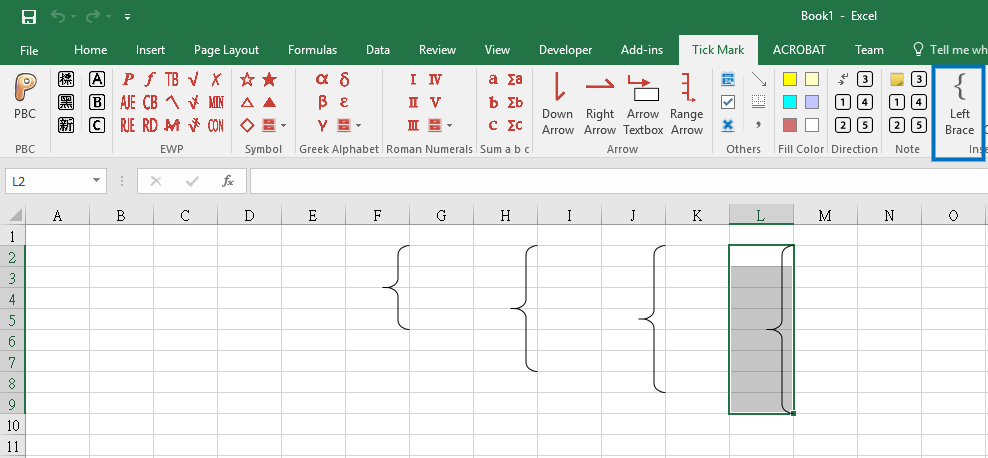 Book1 - Excel
File Home Insert Page Layout Formulas Data Review View Developer Add-ins Tick Mark ACROBAT Team Tell me wh
PBC
PBC
標 A
黑 B
新 C
P f TB √ X
AJE CB MIN
RJE RD CON
EWP
Symbol
α δ
β ε
γ
Greek Alphabet
I IV
II V
III
Roman Numerals
a Σa
b Σb
c Σc
Sum a b c
Down Arrow
Right Arrow
Arrow Textbox
Range Arrow
Arrow
Others
Fill Color
3
1 4
2 5
Direction
3
1 4
2 5
Note
{
Left Brace
Inse
L2
fx
A B C D E F G H I J K L M N O
1
2
3
4
5
6
7
8
9
10
11